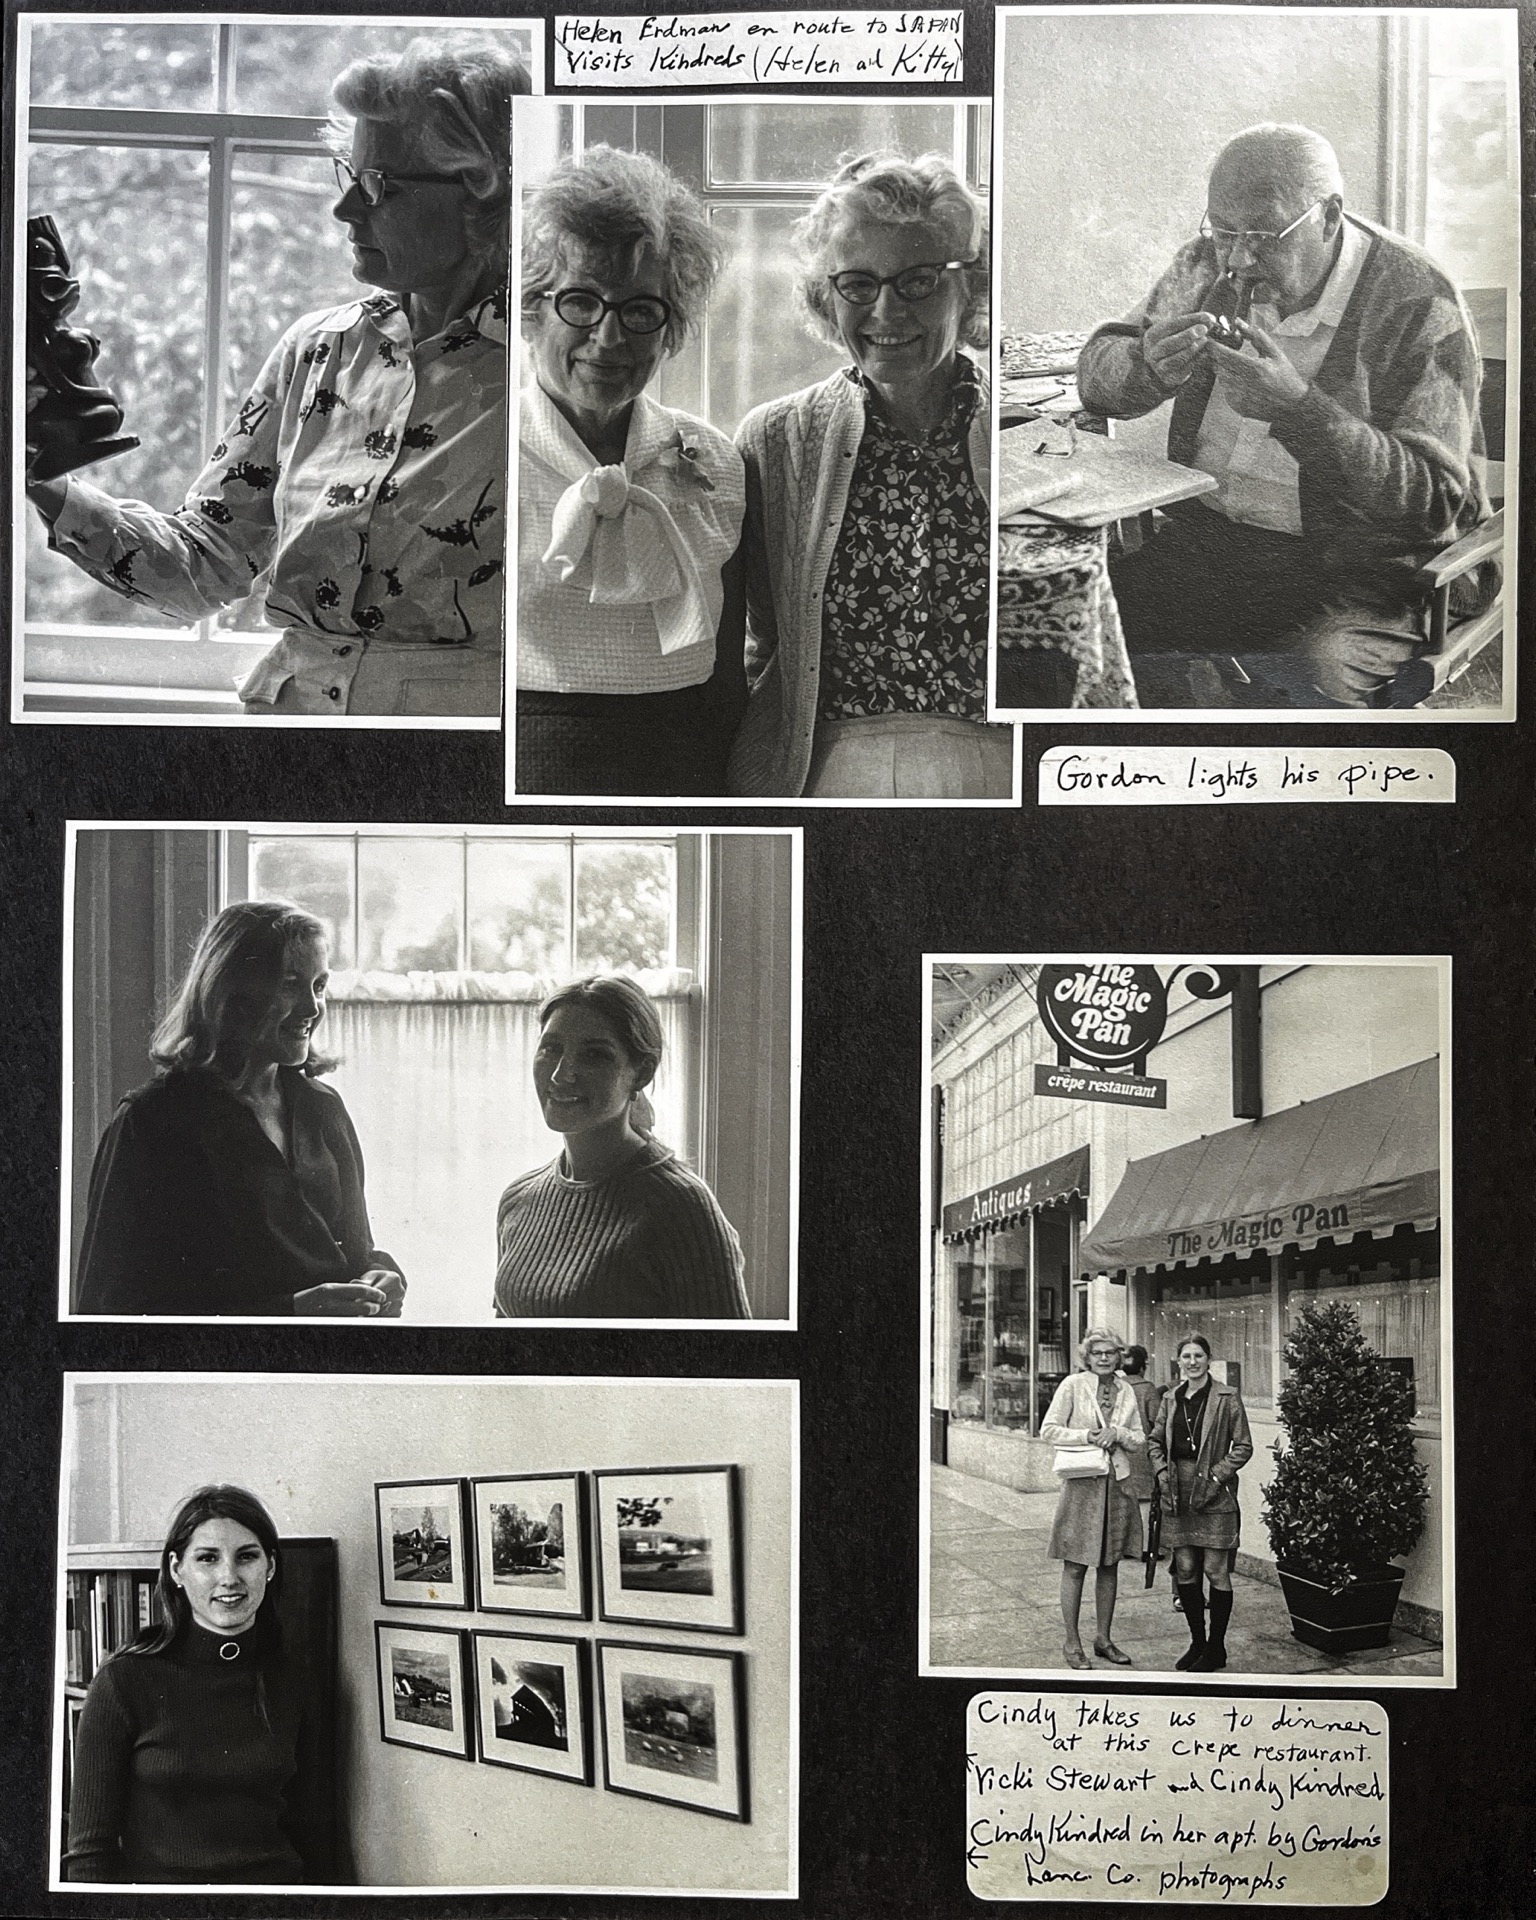 Helen Erdman en route to JAPAN
Visits Kindreds (Helen and Kitty)
Gordon lights his pipe.
The
Magic
Pan
crêpe restaurant
Antiques
The Magic Pan
Cindy takes us to dinner
at this crepe restaurant.
Vicki Stewart and Cindy Kindred
Cindy Kindred in her apt. by Gordon's
Lanc. Co. photographs